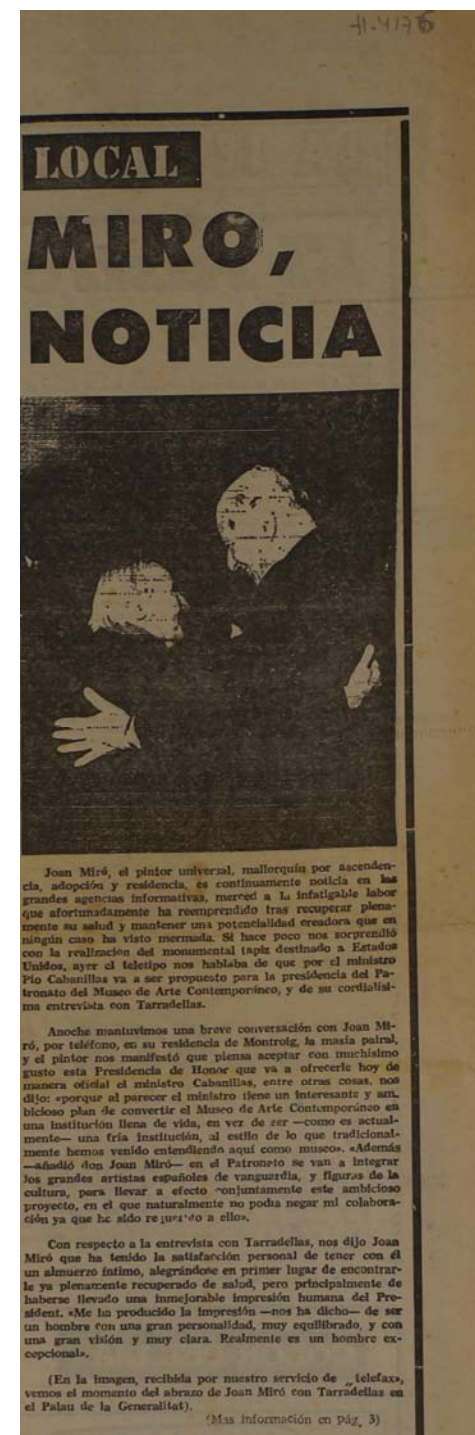 H-4176
LOCAL
MIRO,
NOTICIA
Joan Miró, el pintor universal, mallorquín por ascenden-
cia, adopción y residencia, es continuamente noticia en las
grandes agencias informativas, merced a la infatigable labor
que afortunadamente ha reemprendido tras recuperar plena-
mente su salud y mantener una potencialidad creadora que en
ningún caso ha visto mermada. Si hace poco nos sorprendió
con la realización del monumental tapiz destinado a Estados
Unidos, ayer el teletipo nos hablaba de que por el ministro
Pío Cabanillas va a ser propuesto para la presidencia del Pa-
tronato del Museo de Arte Contemporáneo, y de su cordialísi-
ma entrevista con Tarradellas.
Anoche mantuvimos una breve conversación con Joan Mi-
ró, por teléfono, en su residencia de Montroig, la masía pairal,
y el pintor nos manifestó que piensa aceptar con muchísimo
gusto esta Presidencia de Honor que va a ofrecerle hoy de
manera oficial el ministro Cabanillas, entre otras cosas, nos
dijo: «porque al parecer el ministro tiene un interesante y am-
bicioso plan de convertir el Museo de Arte Contemporáneo en
una institución llena de vida, en vez de ser —como es actual-
mente— una fría institución, al estilo de lo que tradicional-
mente hemos venido entendiendo aquí como museo». «Además
—añadió don Joan Miró— en el Patronato se van a integrar
los grandes artistas españoles de vanguardia, y figuras de la
cultura, para llevar a efecto conjuntamente este ambicioso
proyecto, en el que naturalmente no podía negar mi colabora-
ción ya que he sido requerido a ello».
Con respecto a la entrevista con Tarradellas, nos dijo Joan
Miró que ha tenido la satisfacción personal de tener con él
un almuerzo íntimo, alegrándose en primer lugar de encontrar-
le ya plenamente recuperado de salud, pero principalmente de
haberse llevado una inmejorable impresión humana del Pre-
sident. «Me ha producido la impresión —nos ha dicho— de ser
un hombre con una gran personalidad, muy equilibrado, y con
una gran visión y muy clara. Realmente es un hombre ex-
cepcional».
(En la imagen, recibida por nuestro servicio de „telefax»,
vemos el momento del abrazo de Joan Miró con Tarradellas en
el Palau de la Generalitat).
(Mas información en pág. 3)